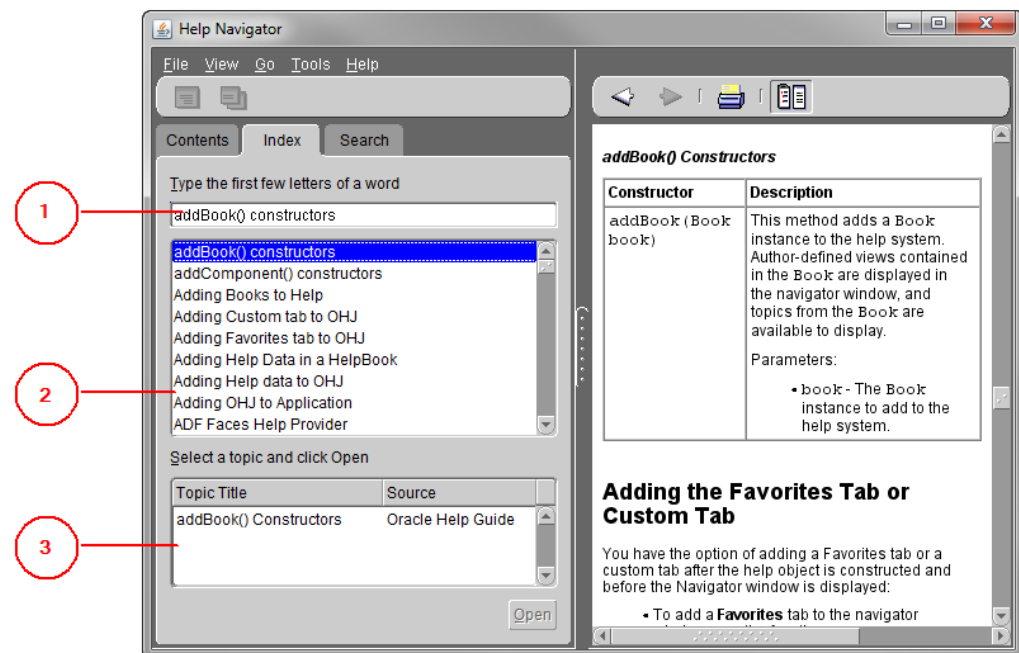 Help Navigator
File View Go Tools Help
Contents Index Search
Type the first few letters of a word
1
addBook() constructors
addBook() constructors
addComponent() constructors
Adding Books to Help
Adding Custom tab to OHJ
Adding Favorites tab to OHJ
Adding Help Data in a HelpBook
Adding Help data to OHJ
2
Adding OHJ to Application
ADF Faces Help Provider
Select a topic and click Open
Topic Title Source
addBook() Constructors Oracle Help Guide
3
Open
addBook() Constructors
Constructor Description
addBook(Book
book)
This method adds a Book
instance to the help system.
Author-defined views contained
in the Book are displayed in
the navigator window, and
topics from the Book are
available to display.
Parameters:
• book - The Book
instance to add to the
help system.
Adding the Favorites Tab or
Custom Tab
You have the option of adding a Favorites tab or a
custom tab after the help object is constructed and
before the Navigator window is displayed:
• To add a Favorites tab to the navigator